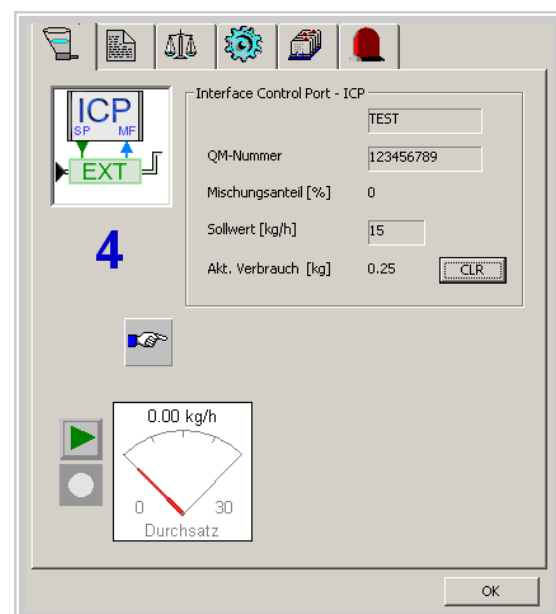 ICP
SP MF
EXT
4
Interface Control Port - ICP
TEST
QM-Nummer 123456789
Mischungsanteil [%] 0
Sollwert [kg/h] 15
Akt. Verbrauch [kg] 0.25 CLR
0.00 kg/h
0 30
Durchsatz
OK